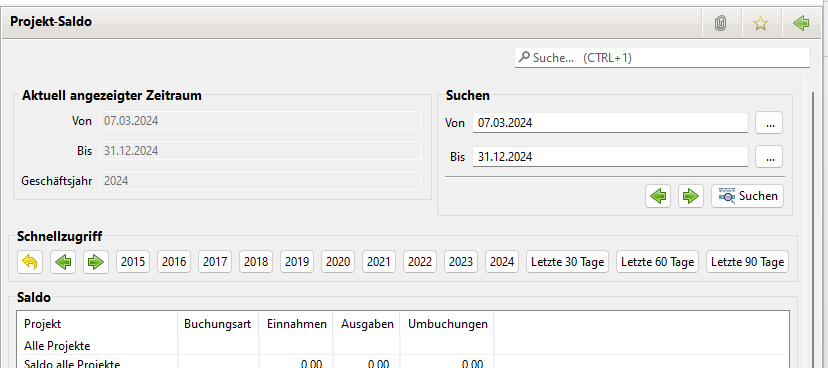 Projekt-Saldo
Suche... (CTRL+1)
Aktuell angezeigter Zeitraum
Von 07.03.2024
Bis 31.12.2024
Geschäftsjahr 2024
Suchen
Von 07.03.2024 ...
Bis 31.12.2024 ...
Suchen
Schnellzugriff
2015 2016 2017 2018 2019 2020 2021 2022 2023 2024 Letzte 30 Tage Letzte 60 Tage Letzte 90 Tage
Saldo
Projekt Buchungsart Einnahmen Ausgaben Umbuchungen
Alle Projekte
Saldo alle Projekte 0,00 0,00 0,00